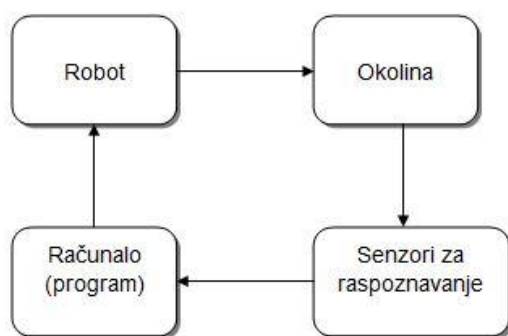 Robot
Okolina
Računalo
(program)
Senzori za
raspoznavanje